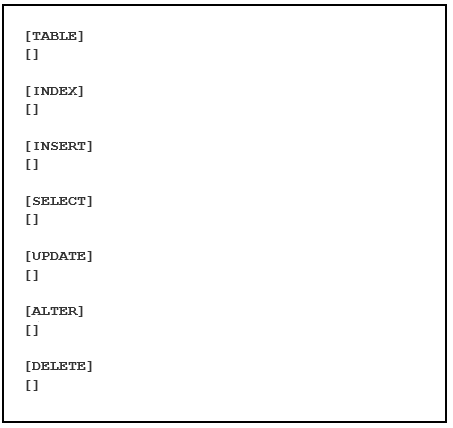 [TABLE]
[]
[INDEX]
[]
[INSERT]
[]
[SELECT]
[]
[UPDATE]
[]
[ALTER]
[]
[DELETE]
[]